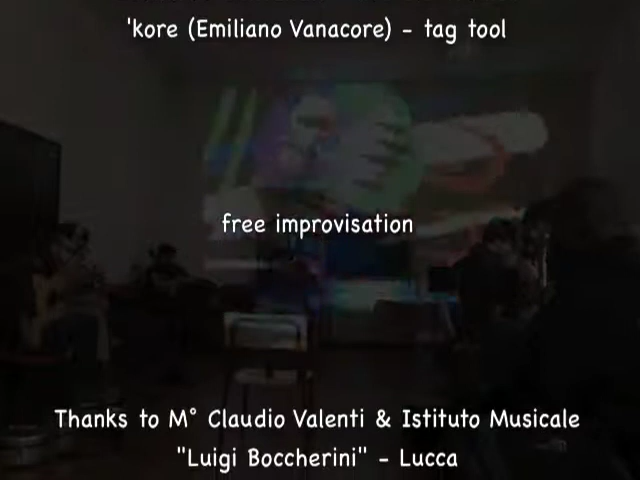 'kore (Emiliano Vanacore) - tag tool
free improvisation
Thanks to M° Claudio Valenti & Istituto Musicale
"Luigi Boccherini" - Lucca